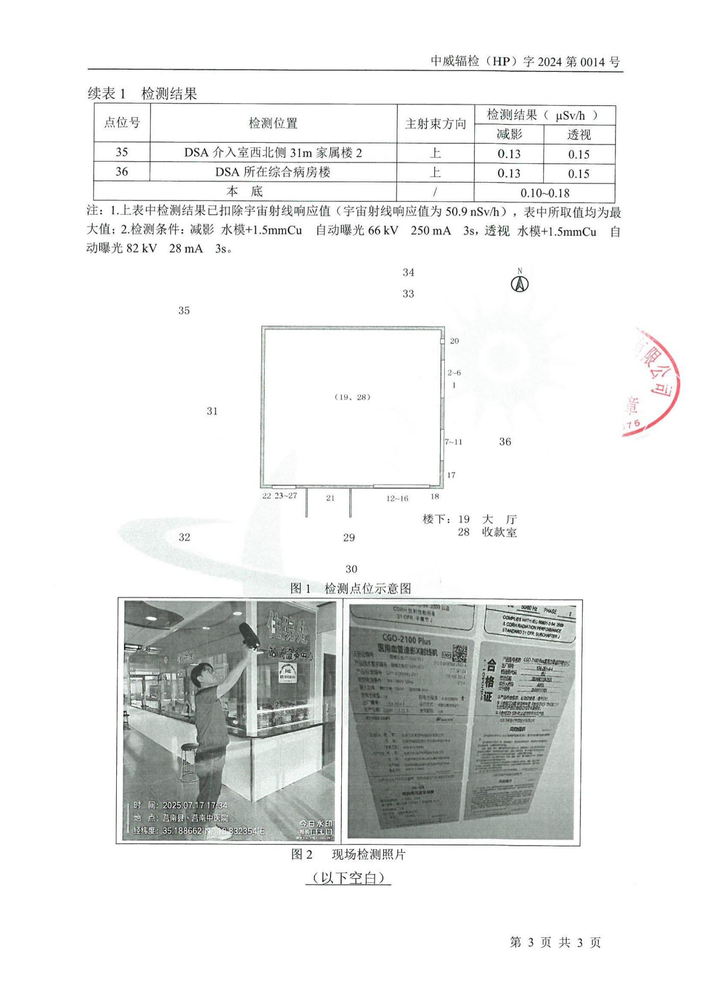 中威辐检（HP）字 2024 第 0014 号
续表 1 检测结果
点位号 检测位置 主射束方向 检测结果（ μSv/h ）
减影 透视
35 DSA 介入室西北侧 31m 家属楼 2 上 0.13 0.15
36 DSA 所在综合病房楼 上 0.13 0.15
本 底 / 0.10~0.18
注：1.上表中检测结果已扣除宇宙射线响应值（宇宙射线响应值为 50.9 nSv/h），表中所取值均为最
大值；2.检测条件：减影 水模+1.5mmCu 自动曝光 66 kV 250 mA 3s，透视 水模+1.5mmCu 自
动曝光 82 kV 28 mA 3s。
34
N
33
35
20
2~6
1
（19、28）
31
7~11
36
17
22 23~27 21 12~16 18
楼下：19 大 厅
28 收款室
32 29
30
有限公司
章
575
图 1 检测点位示意图
住院处
一站式服务中心
时 间：2025.07.17 17:34
地 点：莒南县·莒南中医院
经纬度：35.188662°N,118.832354°E
今日水印
相机 真实可验
CDRH 放射性能标准
21 CFR, 子章节 J
50/60 Hz PHASE 3
COMPLIES WITH IEC 60601-2-54: 2009
& CDRH RADIATION PERFORMANCE
STANDARD 21 CFR, SUBCHAPTER J
CGO-2100 Plus
医用血管造影X射线机
合格证
风险提示
图 2 现场检测照片
（以下空白）
第 3 页 共 3 页